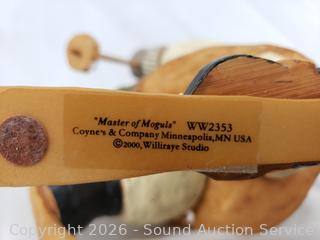 "Master of Moguls" WW2353
Coyne's & Company Minneapolis, MN USA
©2000, Williraye Studio
Copyright 2026 - Sound Auction Service